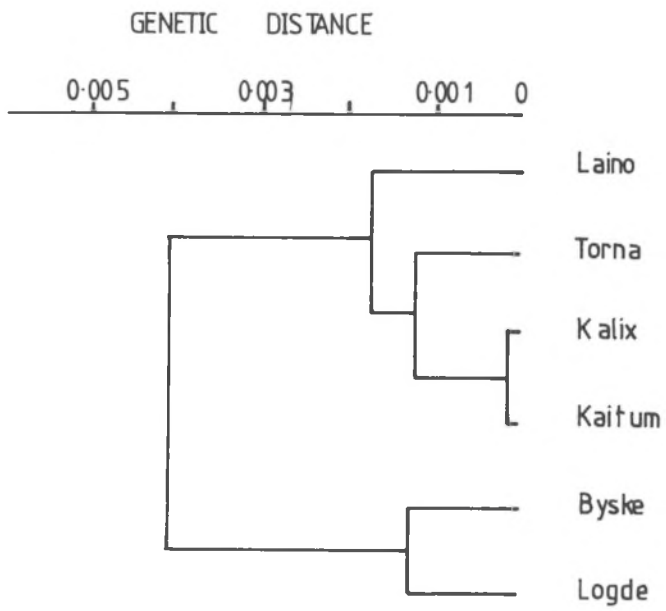 GENETIC DISTANCE
0·005 0·003 0·001 0
Laino
Torna
Kalix
Kaitum
Byske
Logde